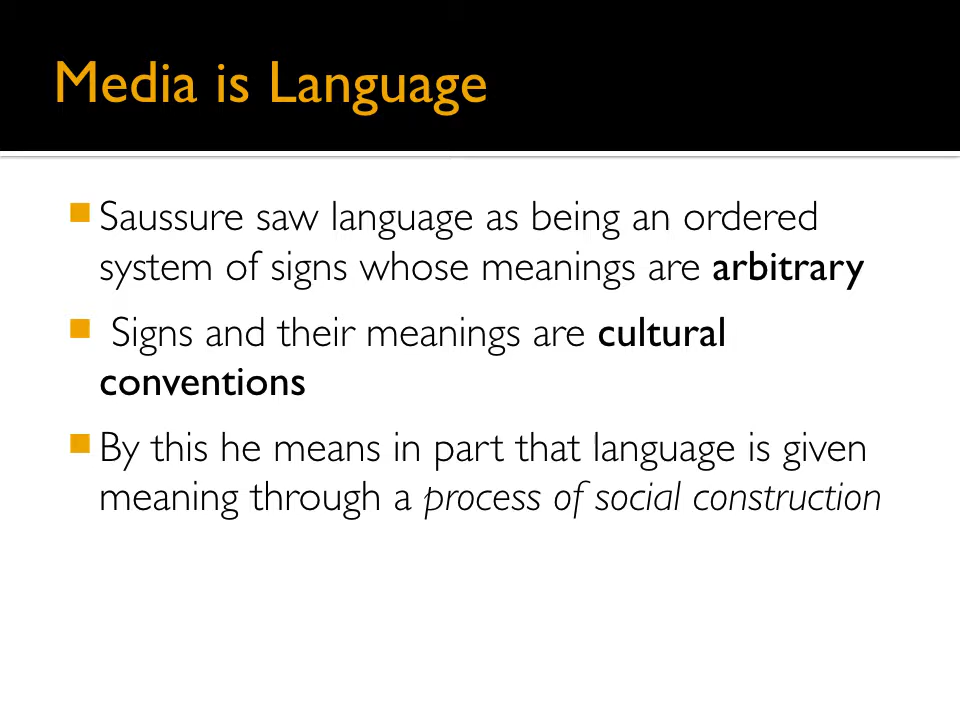 Media is Language
Saussure saw language as being an ordered
system of signs whose meanings are arbitrary
Signs and their meanings are cultural
conventions
By this he means in part that language is given
meaning through a process of social construction